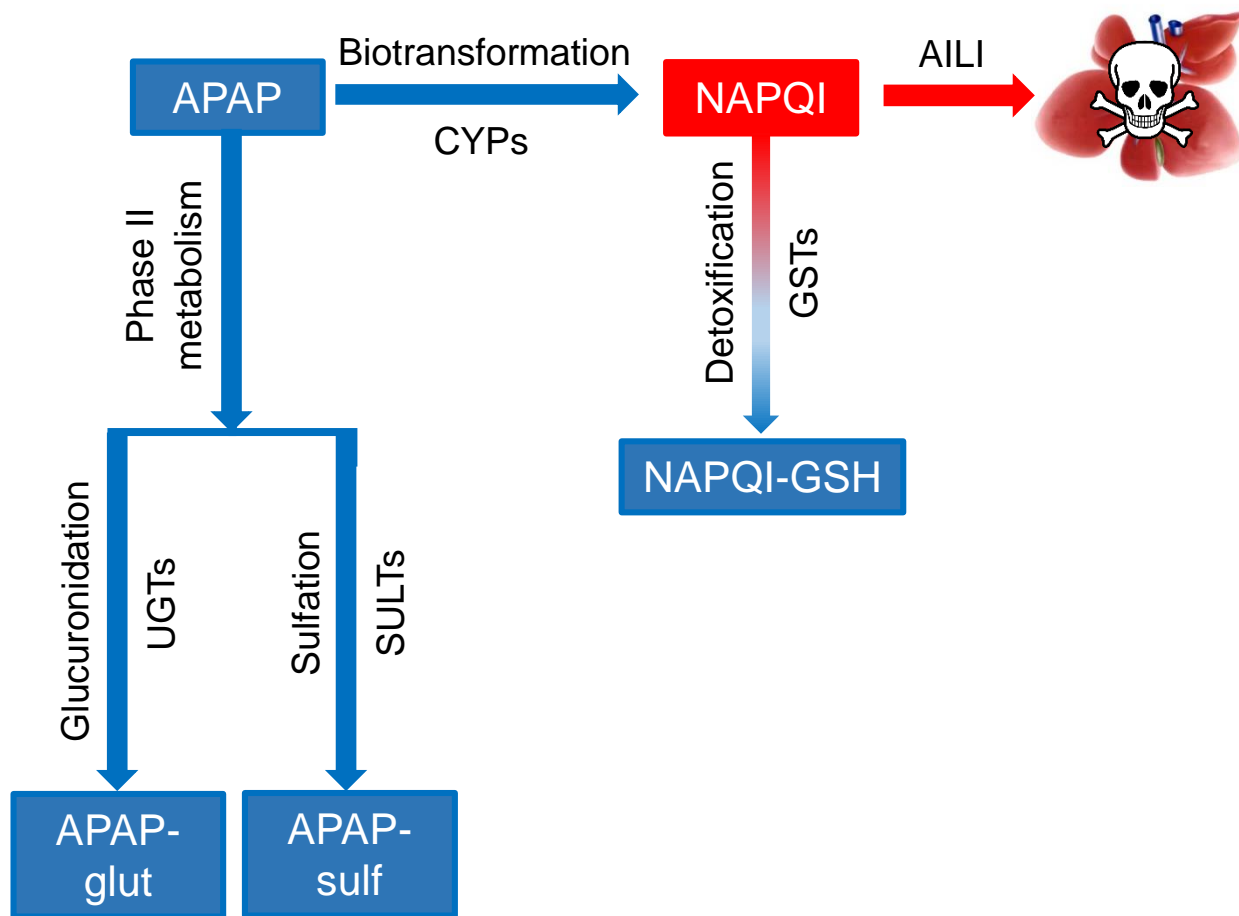 Biotransformation
AILI
APAP
NAPQI
CYPs
Phase II
metabolism
Detoxification
GSTs
NAPQI-GSH
Glucuronidation
UGTs
Sulfation
SULTs
APAP-
glut
APAP-
sulf